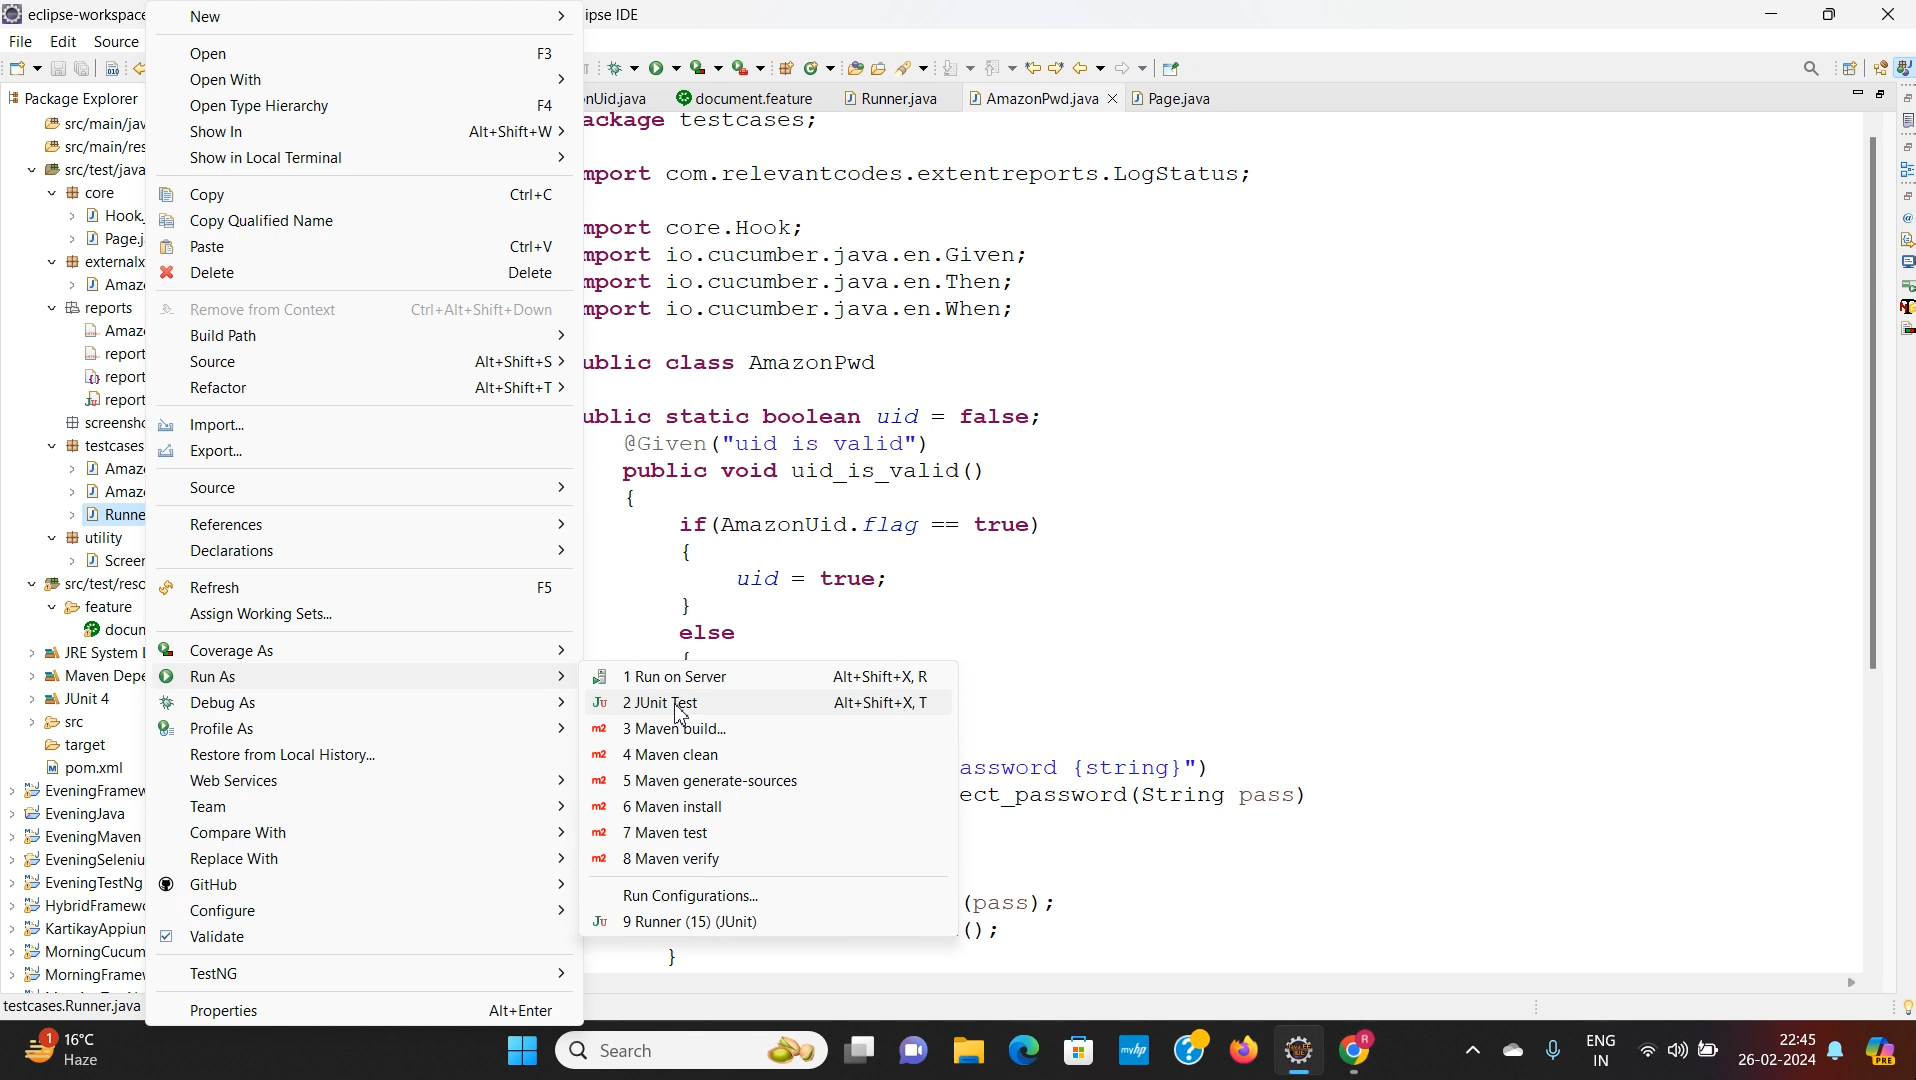 eclipse-workspace
ipse IDE
File Edit Source
Package Explorer
nUid.java
document.feature
Runner.java
AmazonPwd.java
Page.java
src/main/jav
src/main/res
src/test/java
core
Hook.
Page.j
externalx
Amaz
reports
Amaz
report
report
report
screensho
testcases
Amaz
Amaz
Runne
utility
Screer
src/test/reso
feature
docum
JRE System L
Maven Depe
JUnit 4
src
target
pom.xml
EveningFramew
EveningJava
EveningMaven
EveningSeleniu
EveningTestNg
HybridFramewo
KartikayAppium
MorningCucum
MorningFramew
testcases.Runner.java
New
Open F3
Open With
Open Type Hierarchy F4
Show In Alt+Shift+W
Show in Local Terminal
Copy Ctrl+C
Copy Qualified Name
Paste Ctrl+V
Delete Delete
Remove from Context Ctrl+Alt+Shift+Down
Build Path
Source Alt+Shift+S
Refactor Alt+Shift+T
Import...
Export...
Source
References
Declarations
Refresh F5
Assign Working Sets...
Coverage As
Run As
Debug As
Profile As
Restore from Local History...
Web Services
Team
Compare With
Replace With
GitHub
Configure
Validate
TestNG
Properties Alt+Enter
1 Run on Server Alt+Shift+X, R
2 JUnit Test Alt+Shift+X, T
3 Maven build...
4 Maven clean
5 Maven generate-sources
6 Maven install
7 Maven test
8 Maven verify
Run Configurations...
9 Runner (15) (JUnit)
ackage testcases;
mport com.relevantcodes.extentreports.LogStatus;
mport core.Hook;
mport io.cucumber.java.en.Given;
mport io.cucumber.java.en.Then;
mport io.cucumber.java.en.When;
ublic class AmazonPwd
ublic static boolean uid = false;
@Given("uid is valid")
public void uid_is_valid()
{
if(AmazonUid.flag == true)
{
uid = true;
}
else
{
assword {string}")
ect_password(String pass)
(pass);
();
}
1
16°C
Haze
Search
myhp
R
ENG
IN
22:45
26-02-2024
PRE